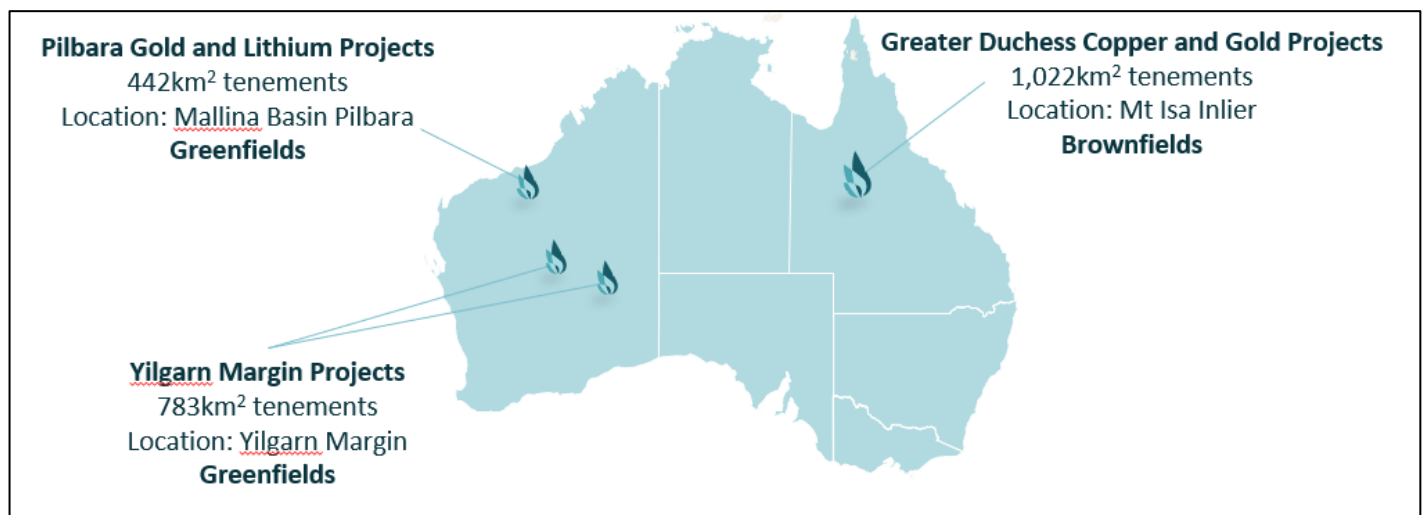 Pilbara Gold and Lithium Projects
442km² tenements
Location: Mallina Basin Pilbara
Greenfields
Greater Duchess Copper and Gold Projects
1,022km² tenements
Location: Mt Isa Inlier
Brownfields
Yilgarn Margin Projects
783km² tenements
Location: Yilgarn Margin
Greenfields